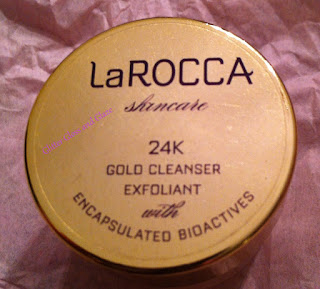 LaROCCA
skincare
24K
GOLD CLEANSER
EXFOLIANT
with
ENCAPSULATED BIOACTIVES